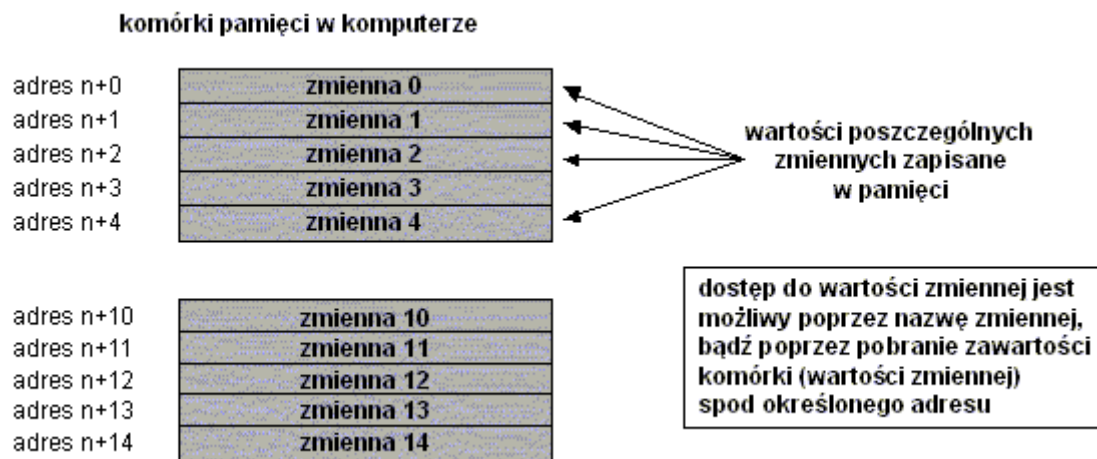 komórki pamięci w komputerze
adres n+0 zmienna 0
adres n+1 zmienna 1
adres n+2 zmienna 2
adres n+3 zmienna 3
adres n+4 zmienna 4
wartości poszczególnych
zmiennych zapisane
w pamięci
adres n+10 zmienna 10
adres n+11 zmienna 11
adres n+12 zmienna 12
adres n+13 zmienna 13
adres n+14 zmienna 14
dostęp do wartości zmiennej jest
możliwy poprzez nazwę zmiennej,
bądź poprzez pobranie zawartości
komórki (wartości zmiennej)
spod określonego adresu